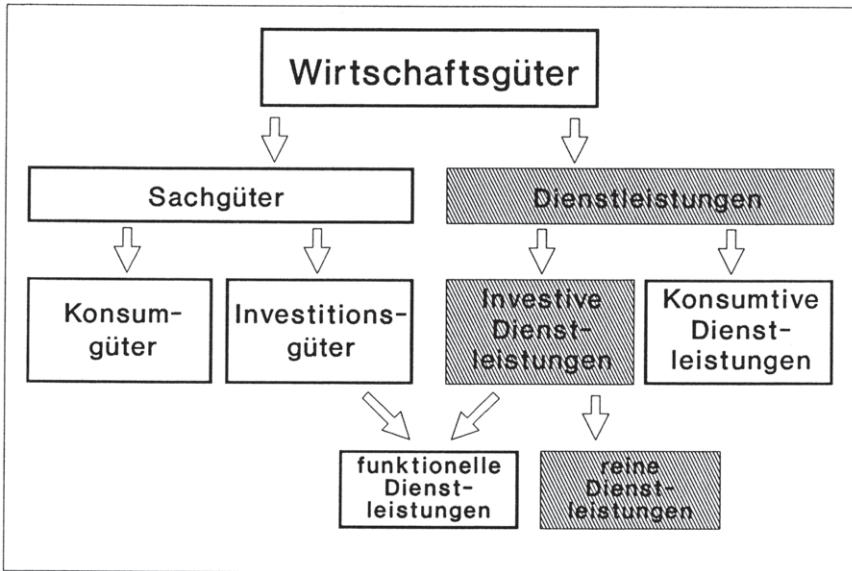 Wirtschaftsgüter
Sachgüter
Dienstleistungen
Konsum-
güter
Investitions-
güter
Investive
Dienst-
leistungen
Konsumtive
Dienst-
leistungen
funktionelle
Dienst-
leistungen
reine
Dienst-
leistungen